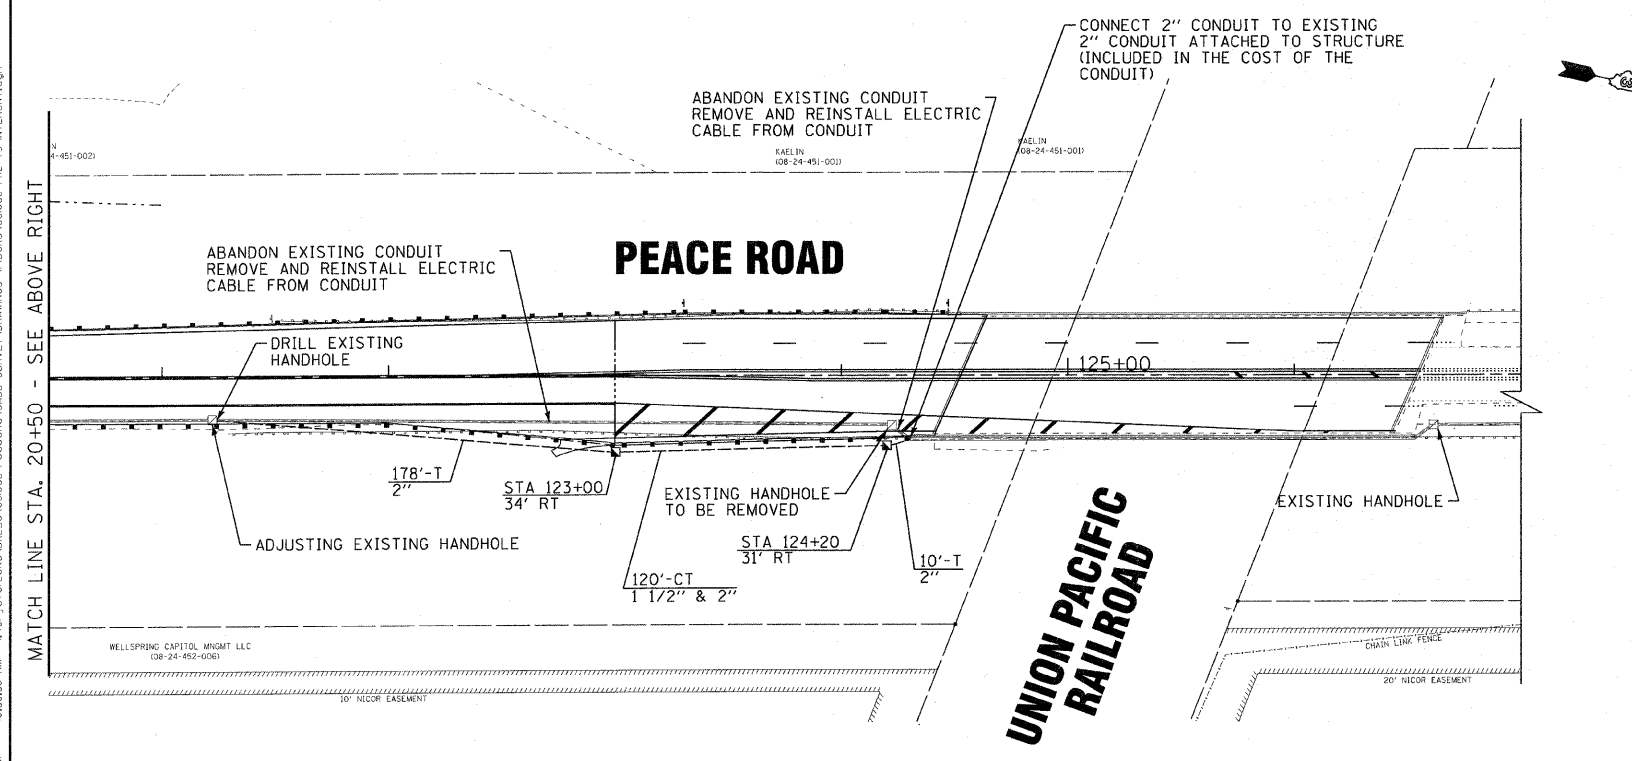 CONNECT 2" CONDUIT TO EXISTING
2" CONDUIT ATTACHED TO STRUCTURE
(INCLUDED IN THE COST OF THE
CONDUIT)
ABANDON EXISTING CONDUIT
REMOVE AND REINSTALL ELECTRIC
CABLE FROM CONDUIT
KAELIN
(08-24-451-001)
KAELIN
(08-24-451-001)
N
4-451-002)
MATCH LINE STA. 20+50 - SEE ABOVE RIGHT
PEACE ROAD
ABANDON EXISTING CONDUIT
REMOVE AND REINSTALL ELECTRIC
CABLE FROM CONDUIT
DRILL EXISTING
HANDHOLE
125+00
178'-T
2"
STA 123+00
34' RT
EXISTING HANDHOLE
TO BE REMOVED
STA 124+20
31' RT
EXISTING HANDHOLE
ADJUSTING EXISTING HANDHOLE
10'-T
2"
120'-CT
1 1/2" & 2"
UNION PACIFIC
RAILROAD
WELLSPRING CAPITOL MNGMT LLC
(08-24-452-006)
CHAIN LINK FENCE
10' NICOR EASEMENT
20' NICOR EASEMENT